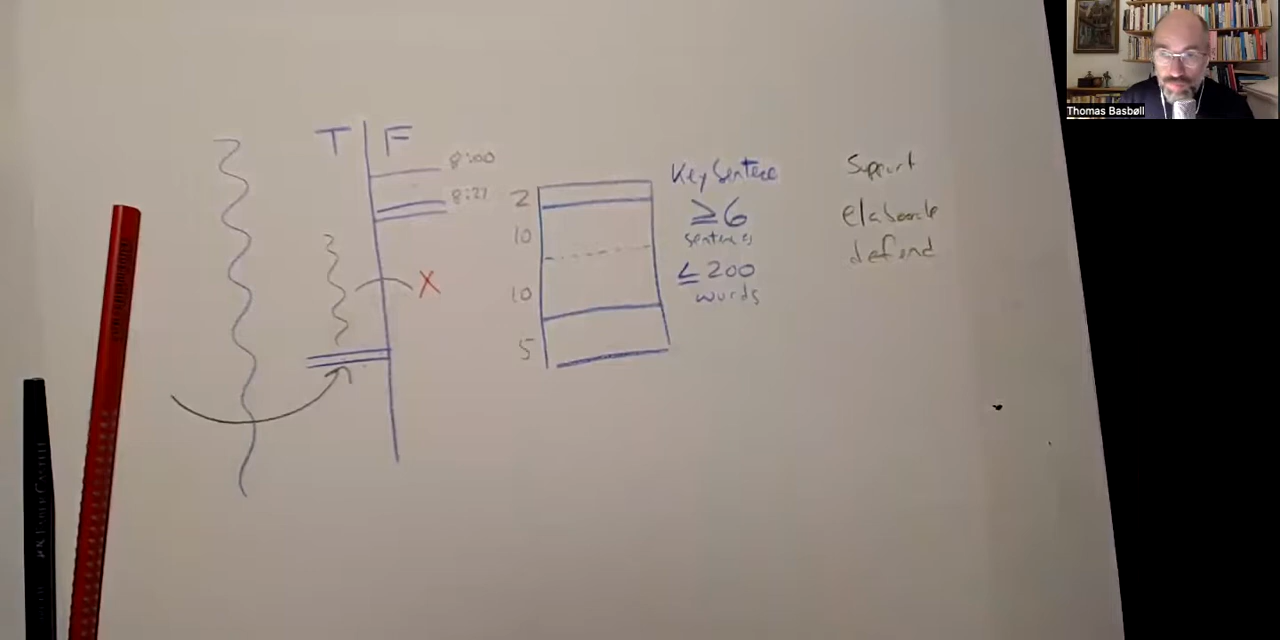 Thomas Basbøll
T F
8:00
8:27
X
2
10
10
5
Key Sentence
≥6
sentences
≤200
words
Support
elaborate
defend